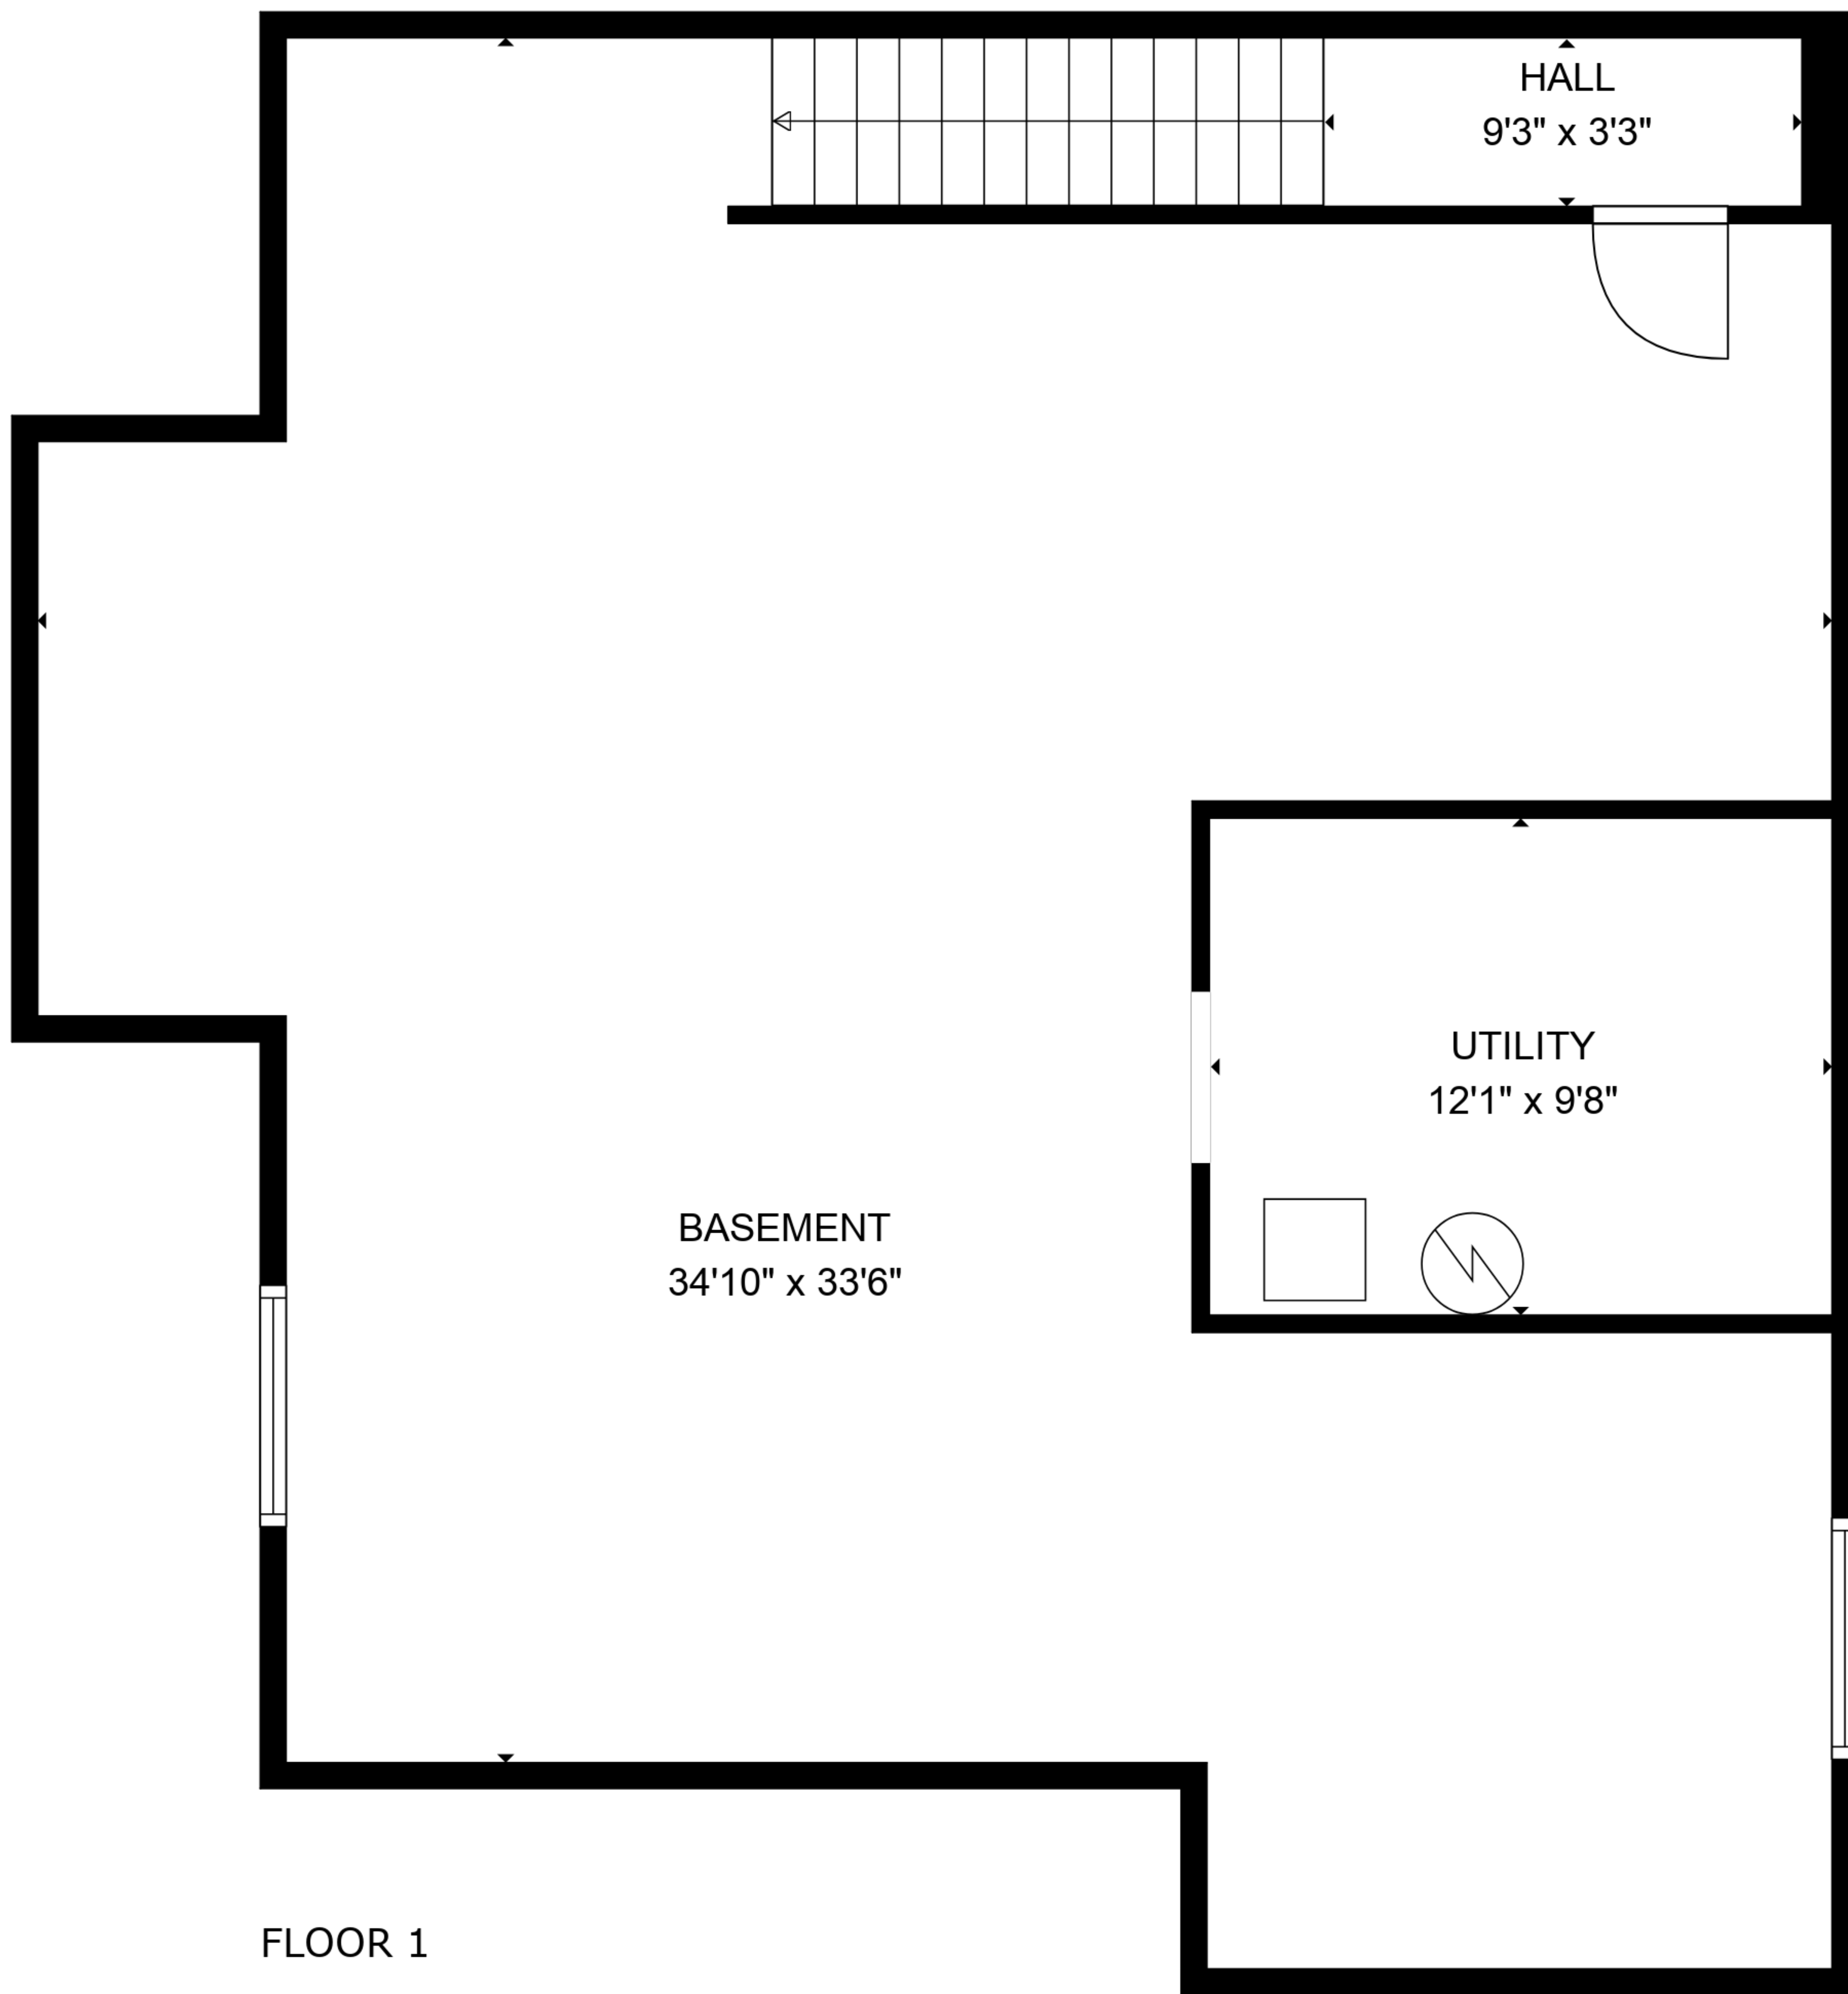 HALL
9'3" x 3'3"
UTILITY
12'1" x 9'8"
BASEMENT
34'10" x 33'6"
FLOOR 1